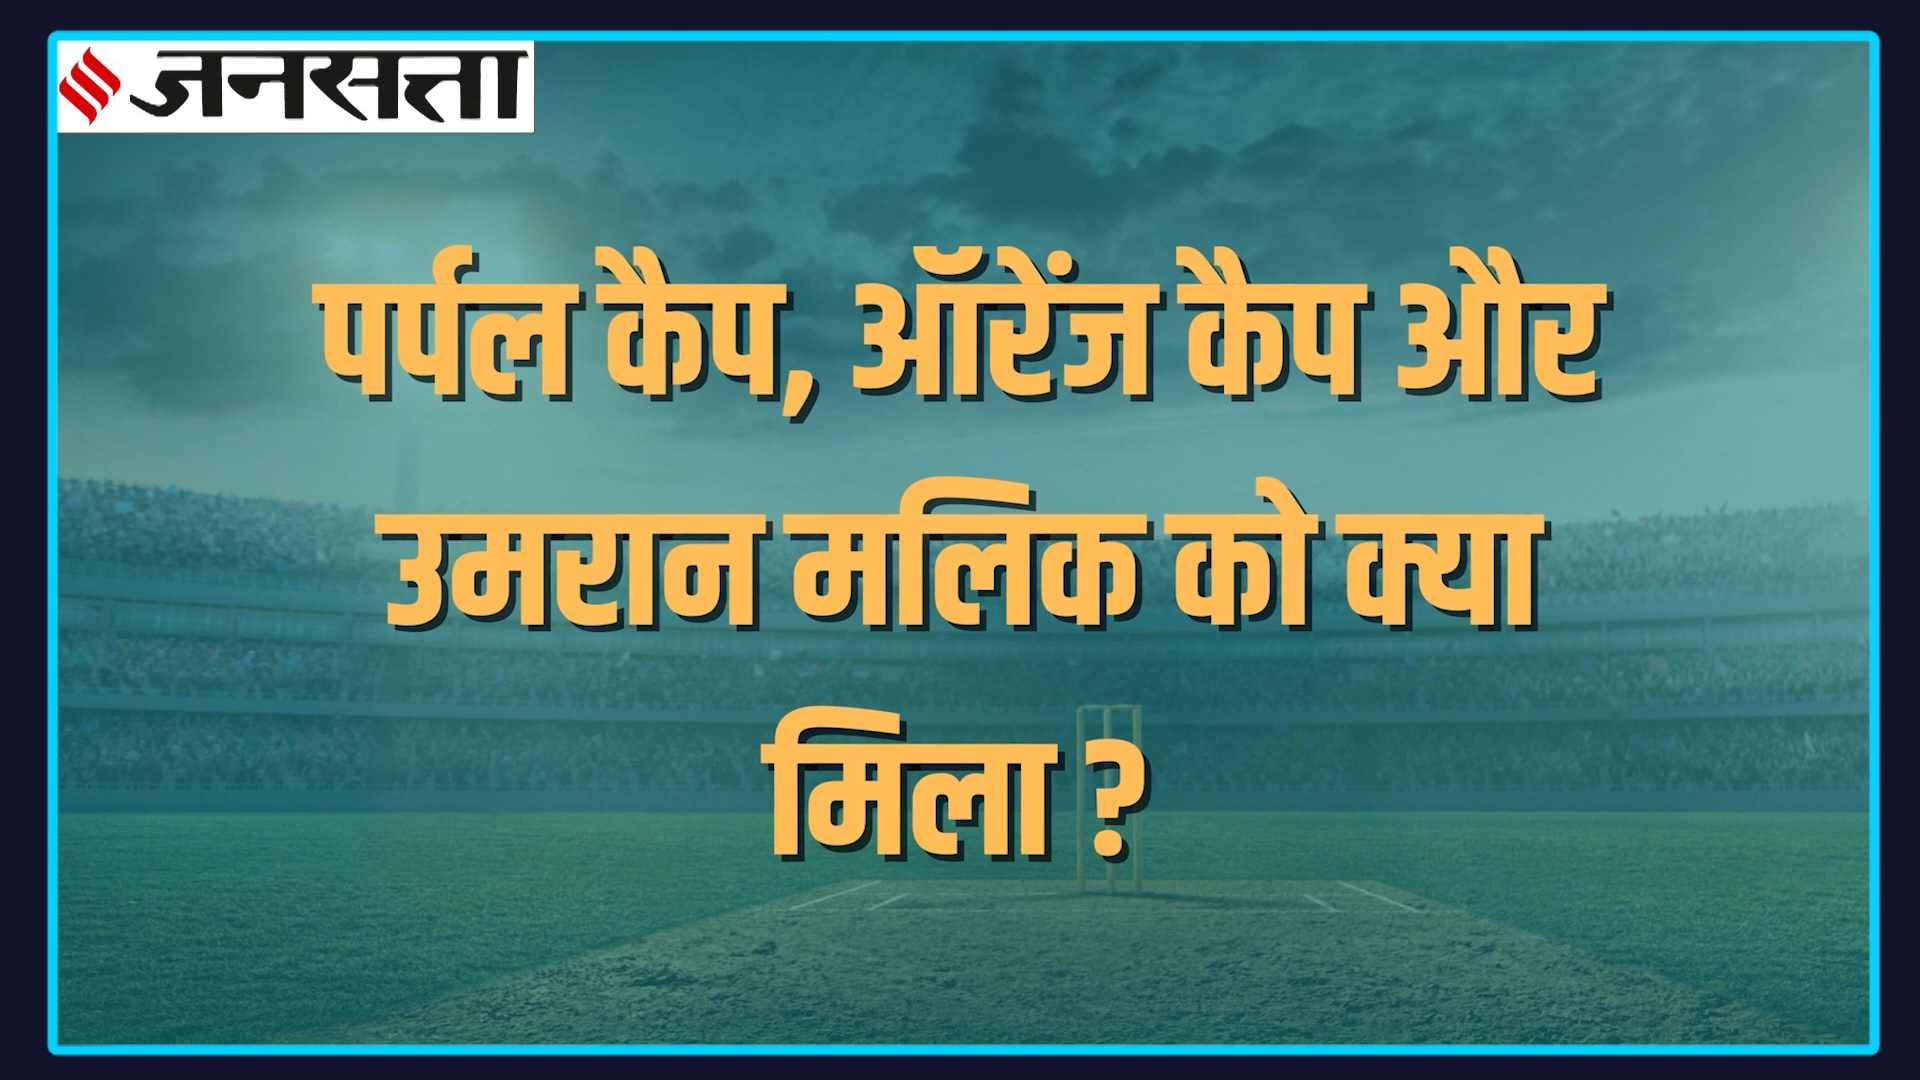 जनसत्ता
पर्पल कैप, ऑरेंज कैप और
उमरान मलिक को क्या
मिला ?